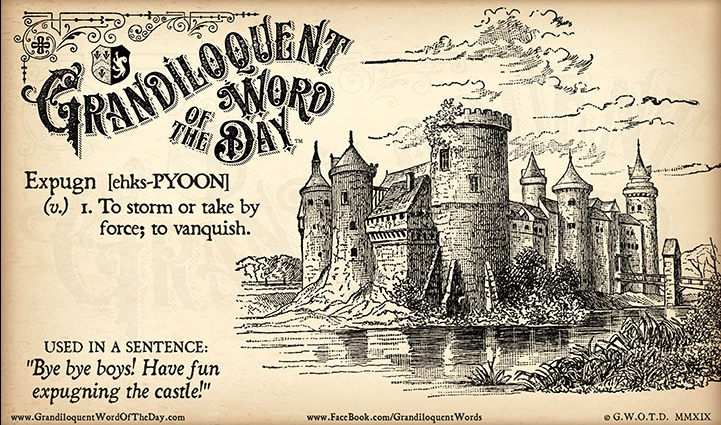 GRANDILOQUENT
WORD
OF
THE DAY™
Expugn [ehks-PYOON]
(v.) 1. To storm or take by
force; to vanquish.
USED IN A SENTENCE:
"Bye bye boys! Have fun
expugning the castle!"
www.GrandiloquentWordOfTheDay.com
www.FaceBook.com/GrandiloquentWords
© G.W.O.T.D. MMXIX